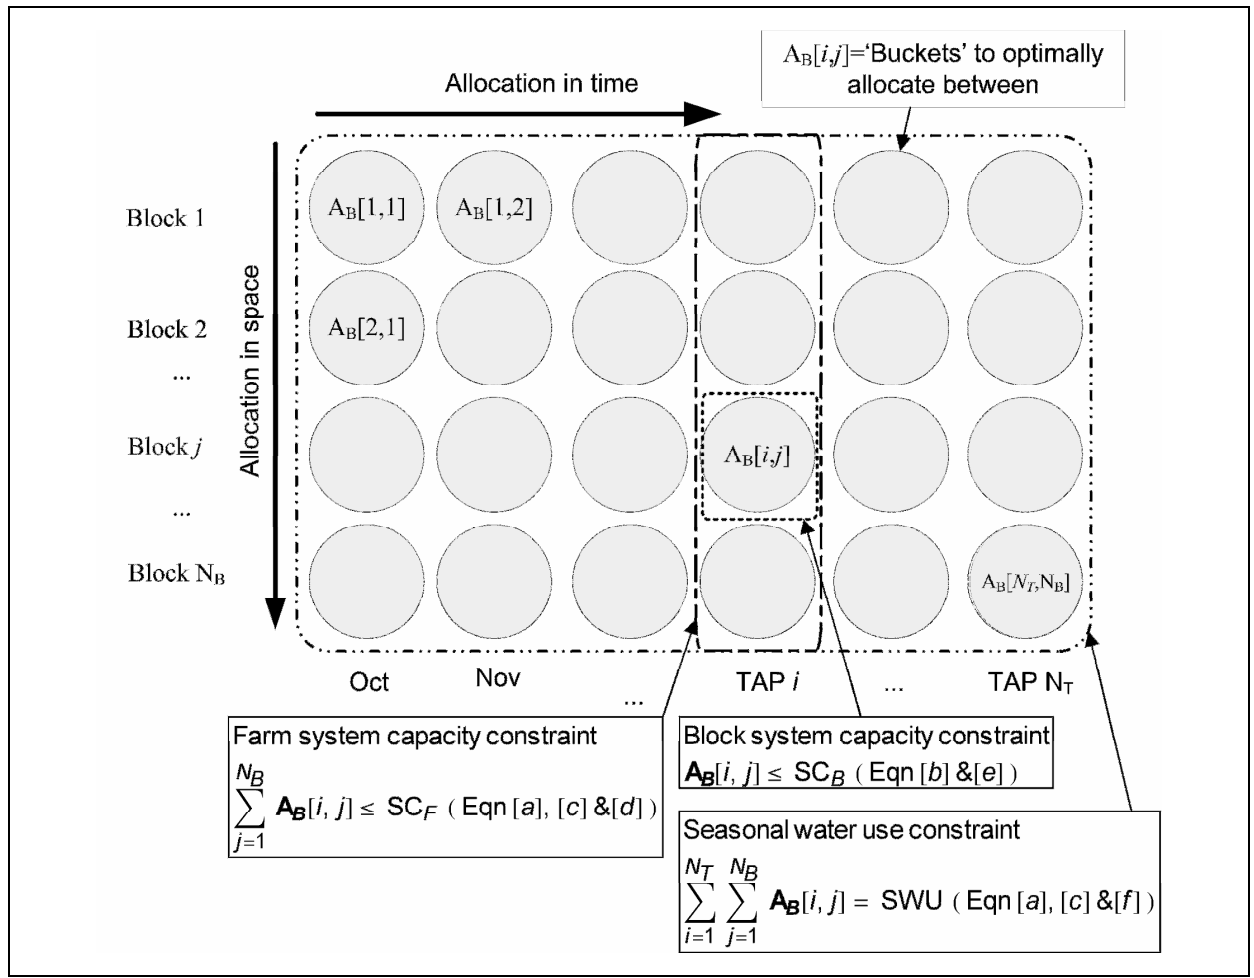 A_B[i,j]='Buckets' to optimally
allocate between
Allocation in time
Allocation in space
Block 1
A_B[1,1]
A_B[1,2]
Block 2
A_B[2,1]
...
Block j
A_B[i,j]
...
Block N_B
A_B[N_T,N_B]
Oct
Nov
...
TAP i
...
TAP N_T
Farm system capacity constraint
N_B
∑ A_B[i, j] ≤ SC_F (Eqn [a], [c] &[d])
j=1
Block system capacity constraint
A_B[i, j] ≤ SC_B (Eqn [b] &[e])
Seasonal water use constraint
N_T N_B
∑ ∑ A_B[i, j] = SWU (Eqn [a], [c] &[f])
i=1 j=1